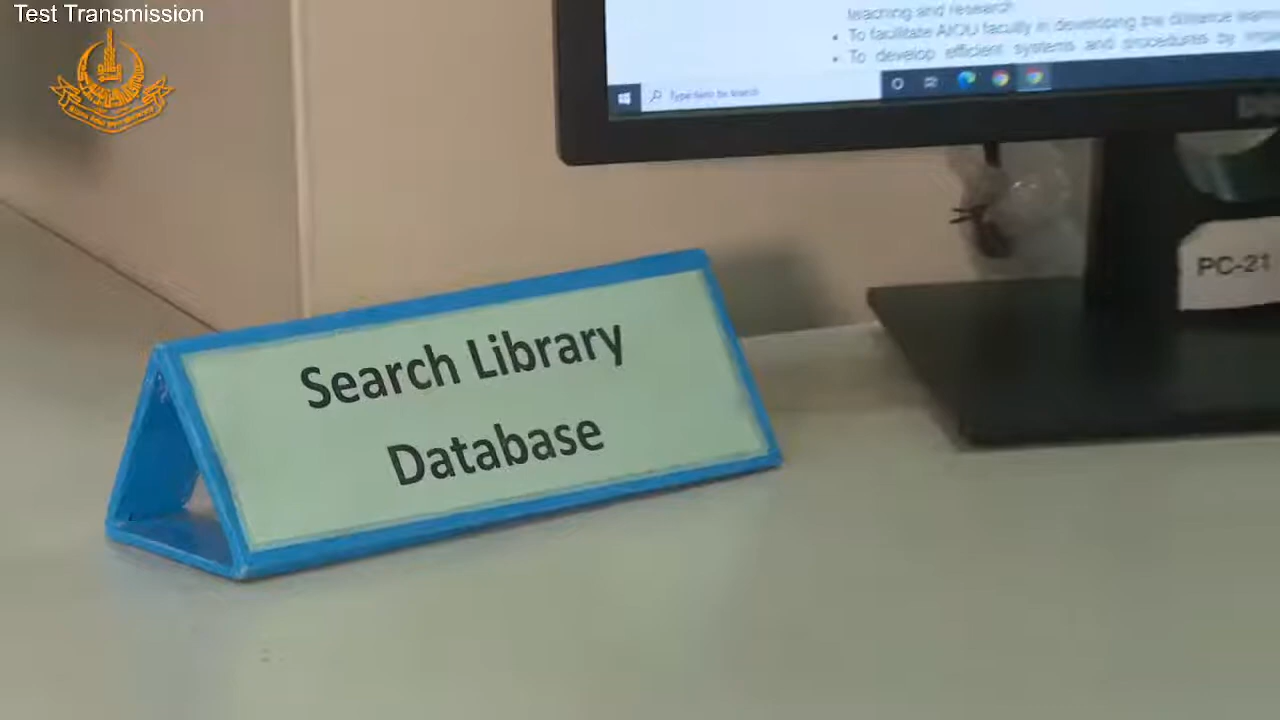 Test Transmission
teaching and research
• To facilitate AIOU faculty in developing the distance
• To develop efficient systems and procedures by
Type here to search
PC-21
Search Library
Database